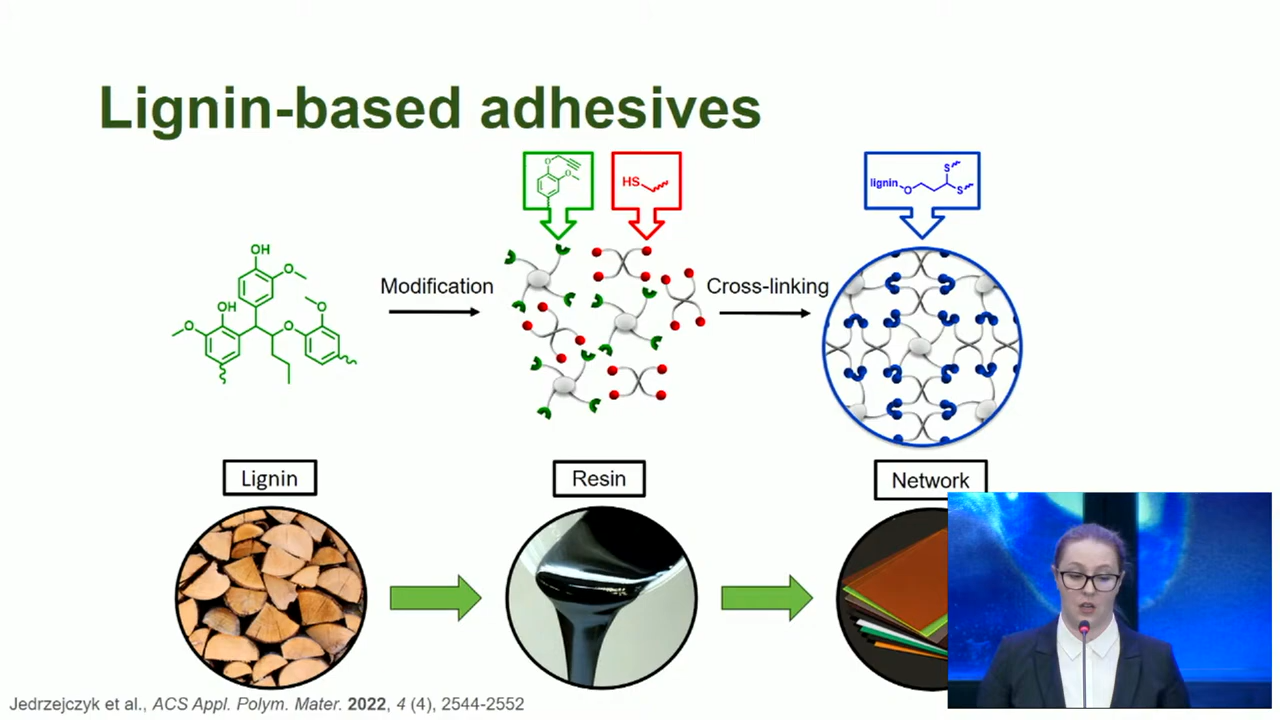 Lignin-based adhesives
HS
lignin
O
S
S
OH
O
OH
O
O
O
O
O
Modification
Cross-linking
Lignin
Resin
Network
Jedrzejczyk et al., ACS Appl. Polym. Mater. 2022, 4 (4), 2544-2552